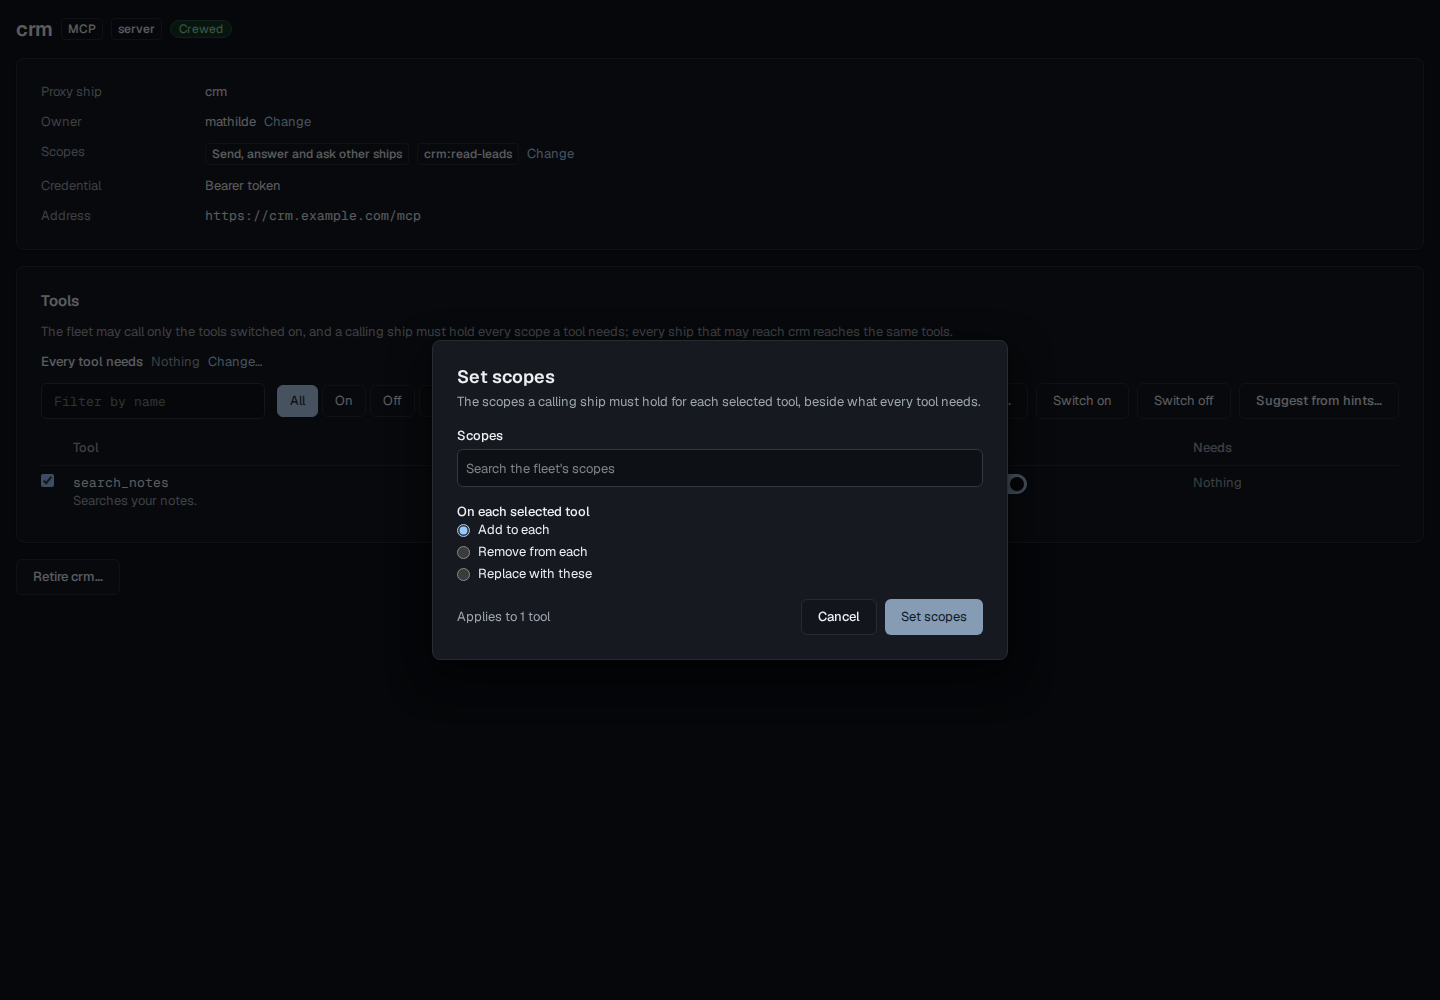 crm MCP server Crewed
Proxy ship crm
Owner mathilde Change
Scopes Send, answer and ask other ships crm:read-leads Change
Credential Bearer token
Address https://crm.example.com/mcp
Tools
The fleet may call only the tools switched on, and a calling ship must hold every scope a tool needs; every ship that may reach crm reaches the same tools.
Every tool needs Nothing Change…
Filter by name All On Off Switch on Switch off Suggest from hints…
Tool Needs
search_notes Nothing
Searches your notes.
Retire crm…
Set scopes
The scopes a calling ship must hold for each selected tool, beside what every tool needs.
Scopes
Search the fleet's scopes
On each selected tool
Add to each
Remove from each
Replace with these
Applies to 1 tool Cancel Set scopes